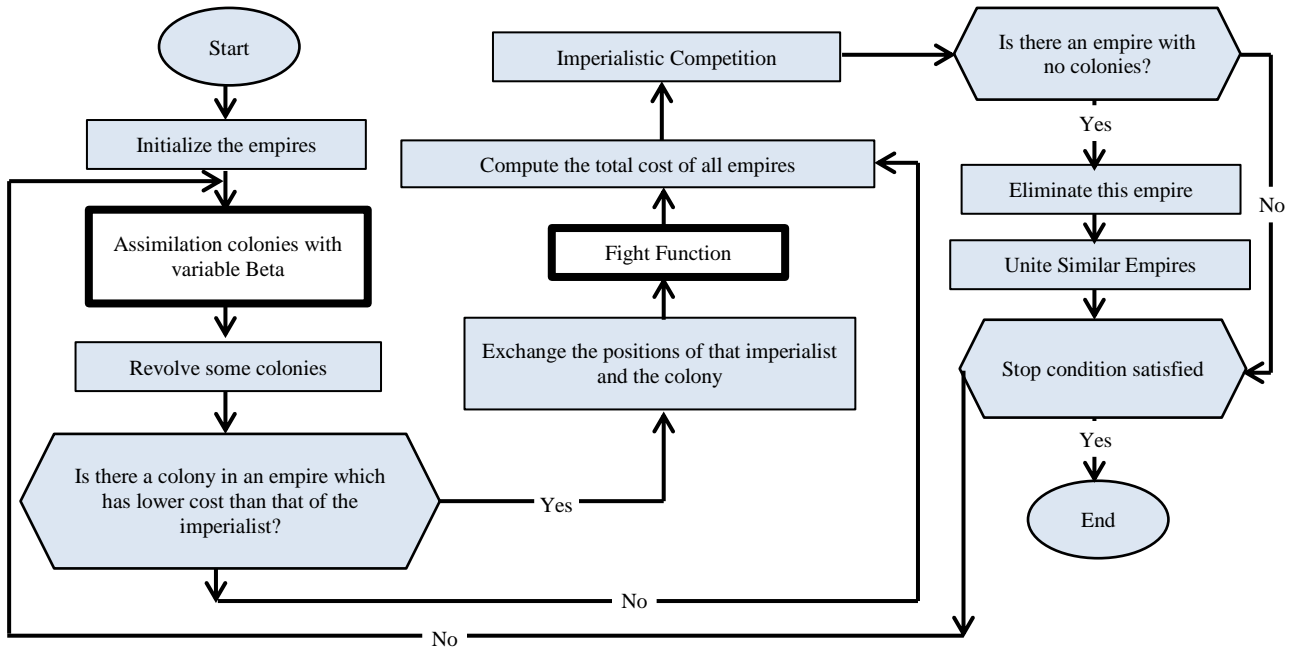 Start
Initialize the empires
Assimilation colonies with
variable Beta
Revolve some colonies
Is there a colony in an empire which
has lower cost than that of the
imperialist?
Yes
No
Exchange the positions of that imperialist
and the colony
Fight Function
Compute the total cost of all empires
Imperialistic Competition
Is there an empire with
no colonies?
Yes
No
Eliminate this empire
Unite Similar Empires
Stop condition satisfied
Yes
No
End